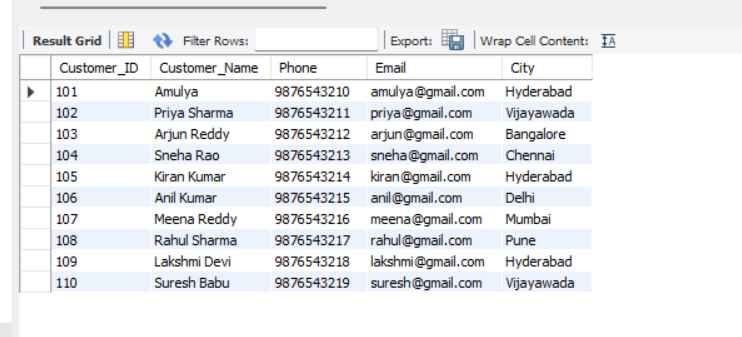 Result Grid Filter Rows: Export: Wrap Cell Content: IA
Customer_ID Customer_Name Phone Email City
101 Amulya 9876543210 amulya@gmail.com Hyderabad
102 Priya Sharma 9876543211 priya@gmail.com Vijayawada
103 Arjun Reddy 9876543212 arjun@gmail.com Bangalore
104 Sneha Rao 9876543213 sneha@gmail.com Chennai
105 Kiran Kumar 9876543214 kiran@gmail.com Hyderabad
106 Anil Kumar 9876543215 anil@gmail.com Delhi
107 Meena Reddy 9876543216 meena@gmail.com Mumbai
108 Rahul Sharma 9876543217 rahul@gmail.com Pune
109 Lakshmi Devi 9876543218 lakshmi@gmail.com Hyderabad
110 Suresh Babu 9876543219 suresh@gmail.com Vijayawada